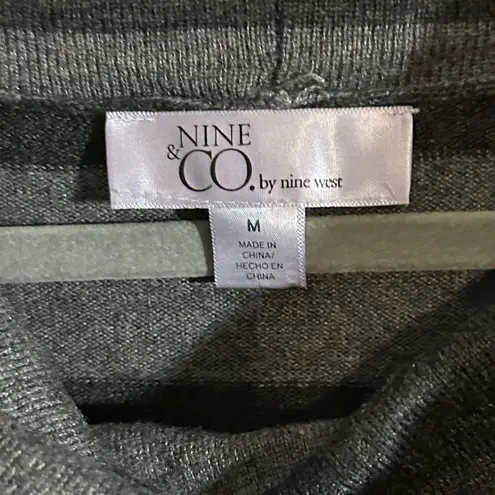 NINE
& CO. by nine west
M
MADE IN
CHINA/
HECHO EN
CHINA